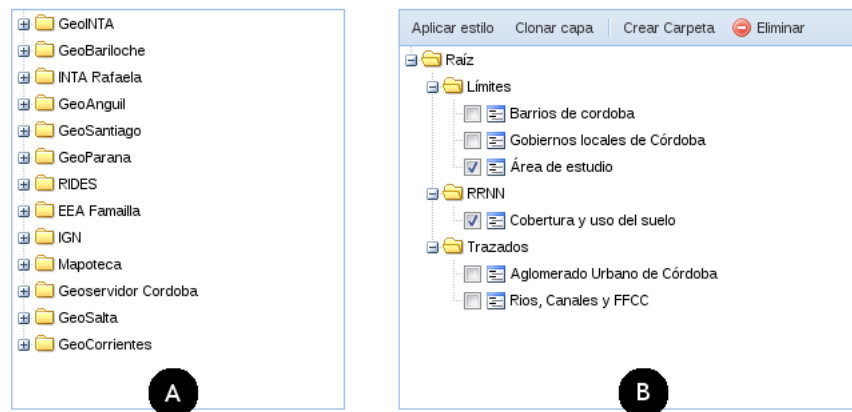 GeoINTA
GeoBariloche
INTA Rafaela
GeoAnguil
GeoSantiago
GeoParana
RIDES
EEA Famailla
IGN
Mapoteca
Geoservidor Cordoba
GeoSalta
GeoCorrientes
A
Aplicar estilo Clonar capa Crear Carpeta Eliminar
Raíz
Límites
Barrios de cordoba
Gobiernos locales de Córdoba
Área de estudio
RRNN
Cobertura y uso del suelo
Trazados
Aglomerado Urbano de Córdoba
Rios, Canales y FFCC
B